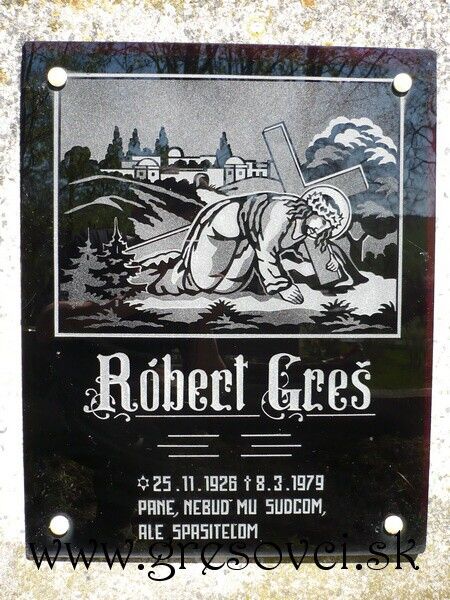 Róbert Greš
✡ 25.11.1926 † 8.3.1979
PANE, NEBUĎ MU SUDCOM,
ALE SPASITEĽOM
www.gresovci.sk